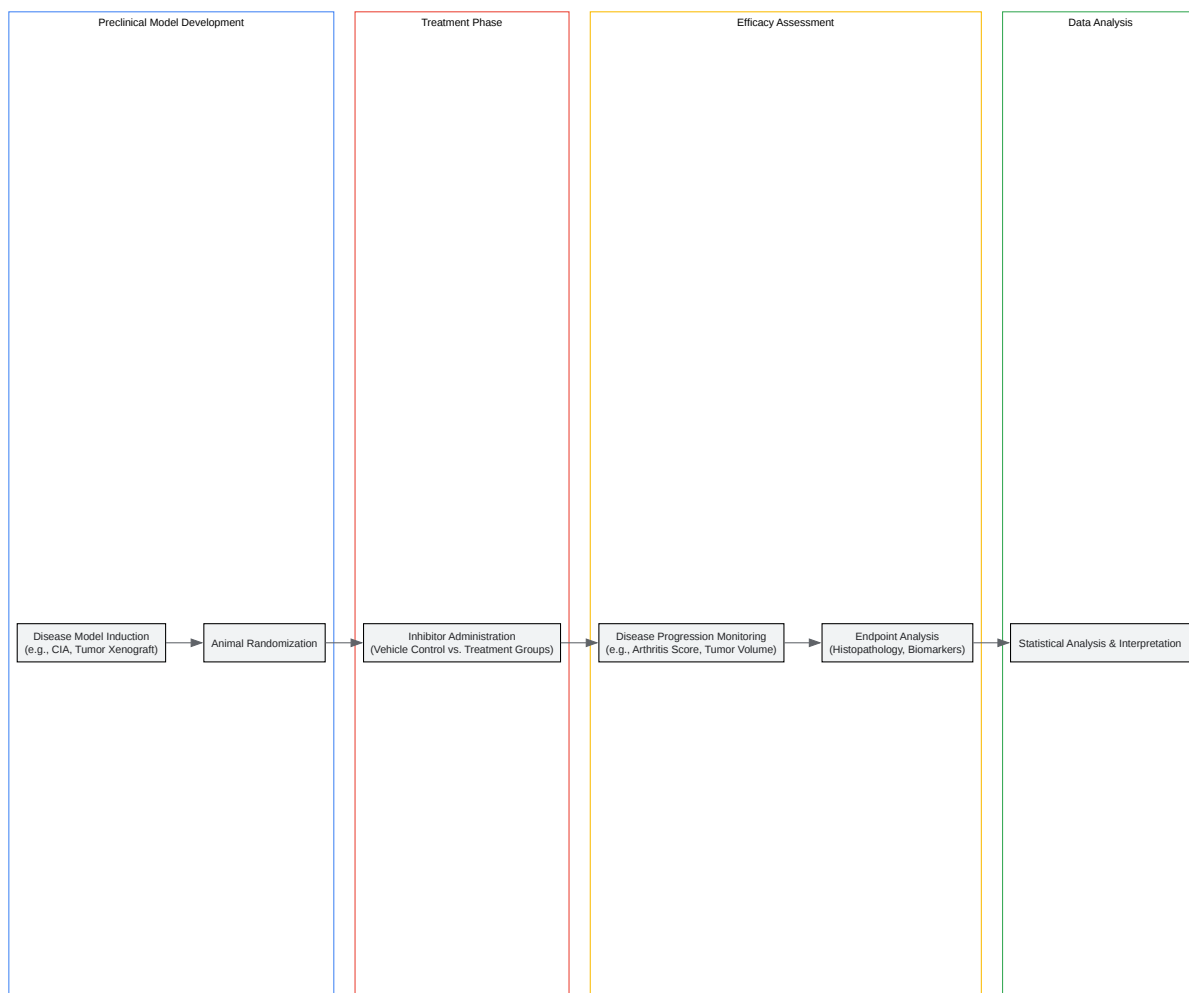 Preclinical Model Development
Treatment Phase
Efficacy Assessment
Data Analysis
Disease Model Induction
(e.g., CIA, Tumor Xenograft)
Animal Randomization
Inhibitor Administration
(Vehicle Control vs. Treatment Groups)
Disease Progression Monitoring
(e.g., Arthritis Score, Tumor Volume)
Endpoint Analysis
(Histopathology, Biomarkers)
Statistical Analysis & Interpretation